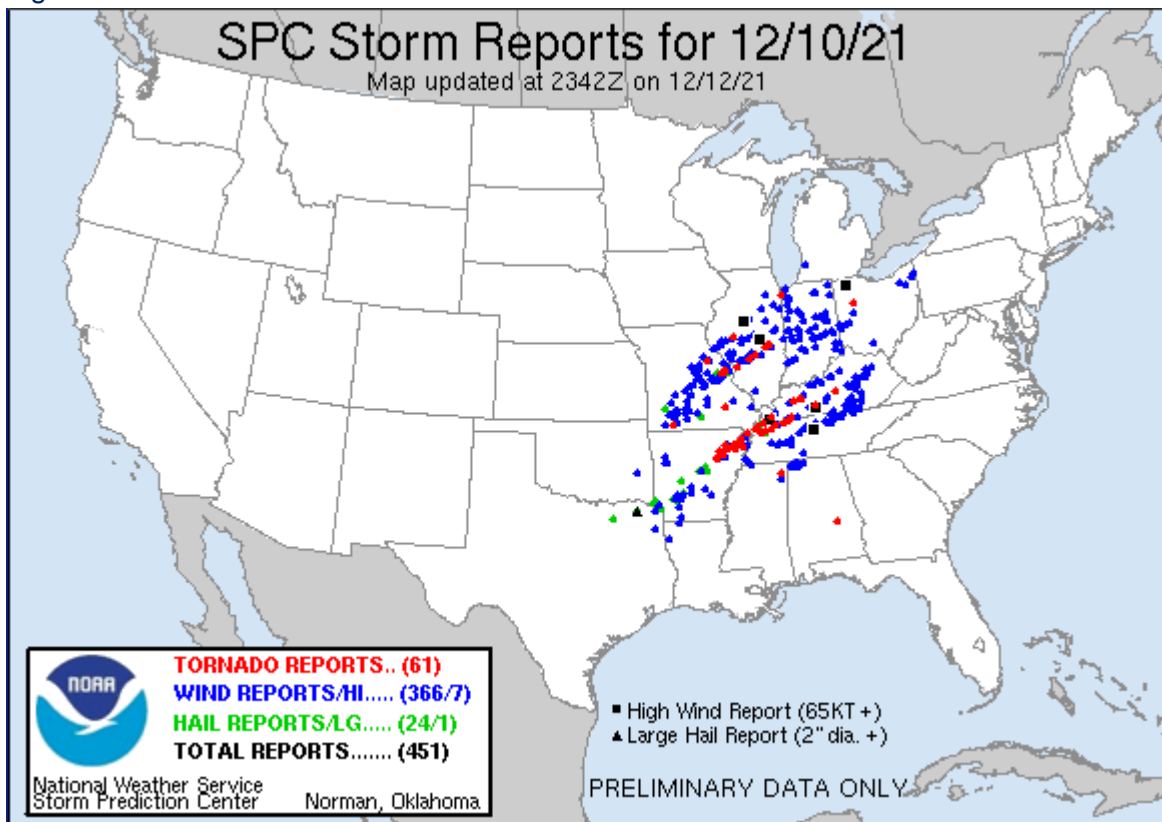 SPC Storm Reports for 12/10/21
Map updated at 2342Z on 12/12/21
NOAA
TORNADO REPORTS.. (61)
WIND REPORTS/HI..... (366/7)
HAIL REPORTS/LG..... (24/1)
TOTAL REPORTS....... (451)
National Weather Service
Storm Prediction Center Norman, Oklahoma
High Wind Report (65KT +)
Large Hail Report (2" dia. +)
PRELIMINARY DATA ONLY